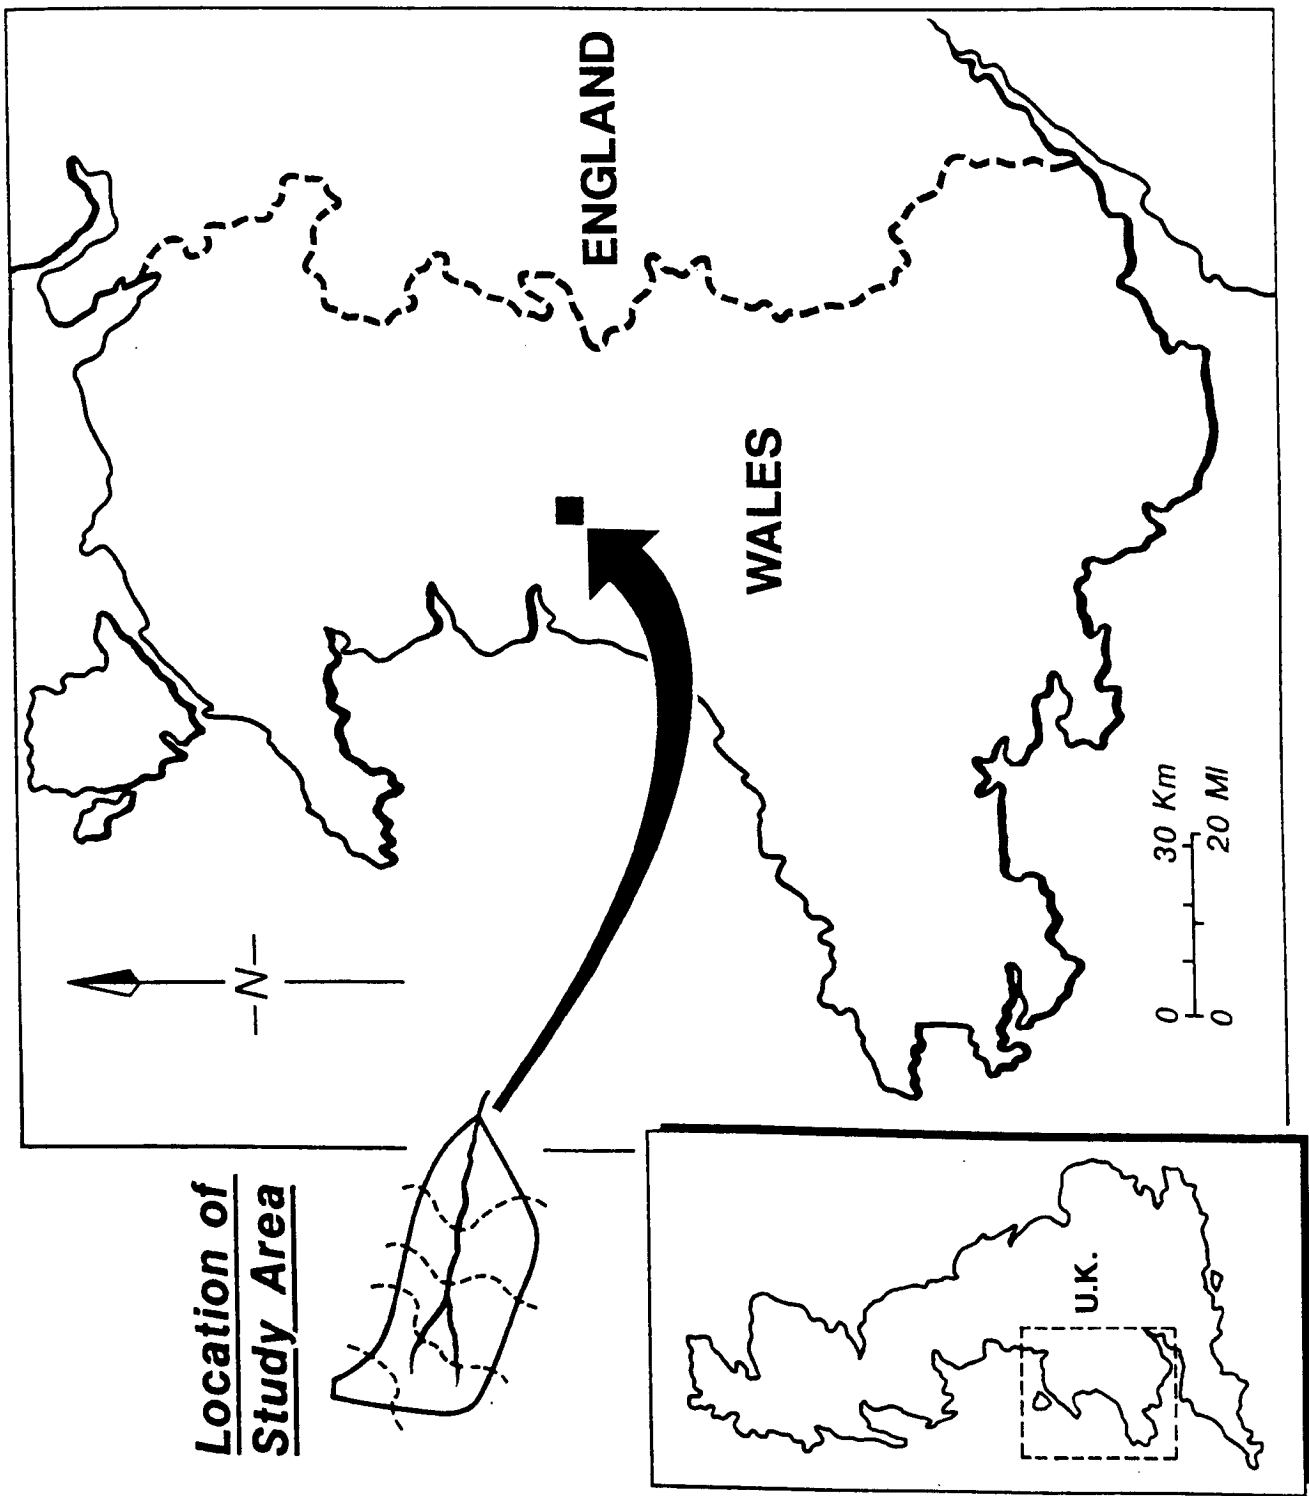 Location of
Study Area
–N–
ENGLAND
WALES
0 30 Km
0 20 MI
U.K.